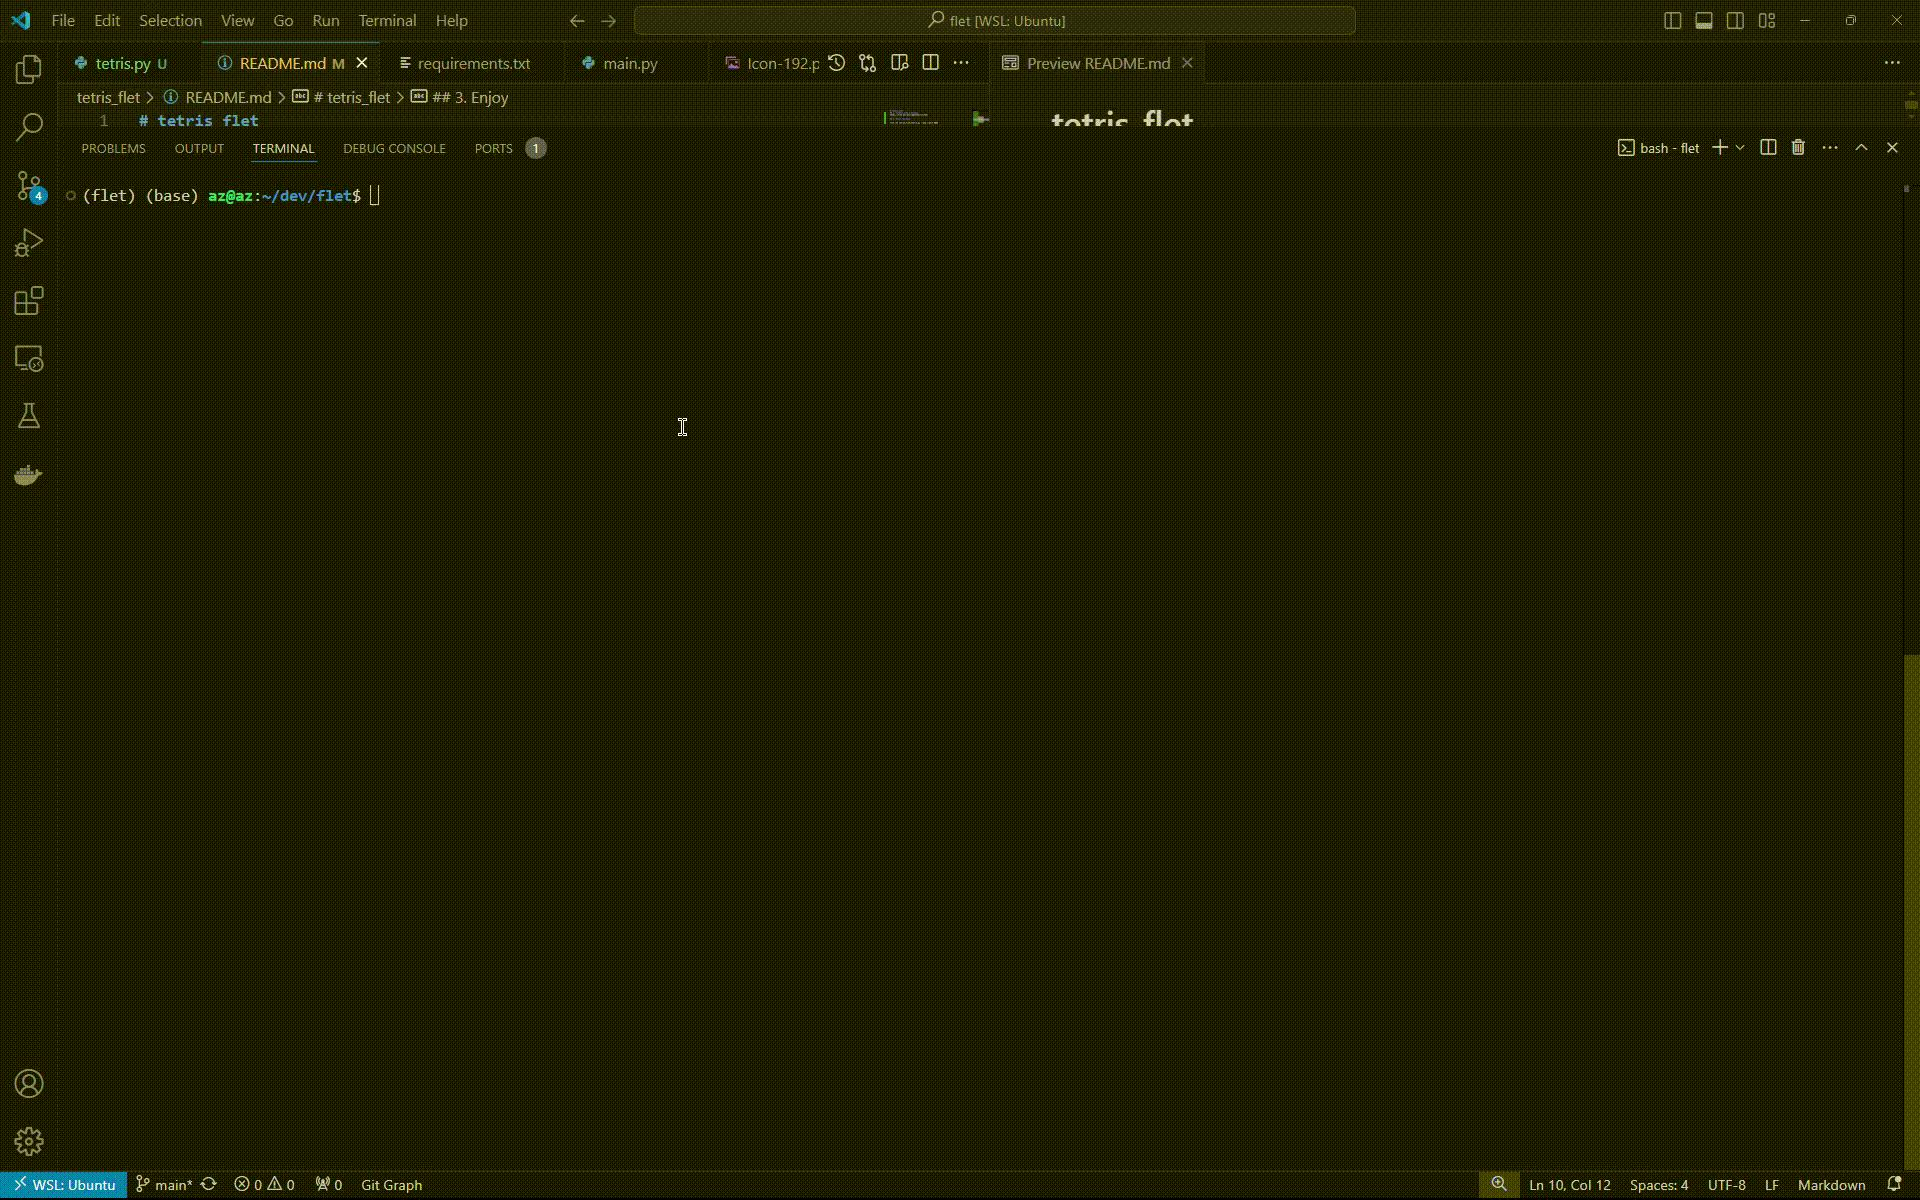 File Edit Selection View Go Run Terminal Help flet [WSL: Ubuntu]
tetris.py U README.md M requirements.txt main.py Icon-192.p Preview README.md
tetris_flet > README.md > # tetris_flet > ## 3. Enjoy
1 # tetris flet
tetris flet
PROBLEMS OUTPUT TERMINAL DEBUG CONSOLE PORTS 1 bash - flet
(flet) (base) az@az:~/dev/flet$
4
WSL: Ubuntu main* 0 0 0 Git Graph Ln 10, Col 12 Spaces: 4 UTF-8 LF Markdown